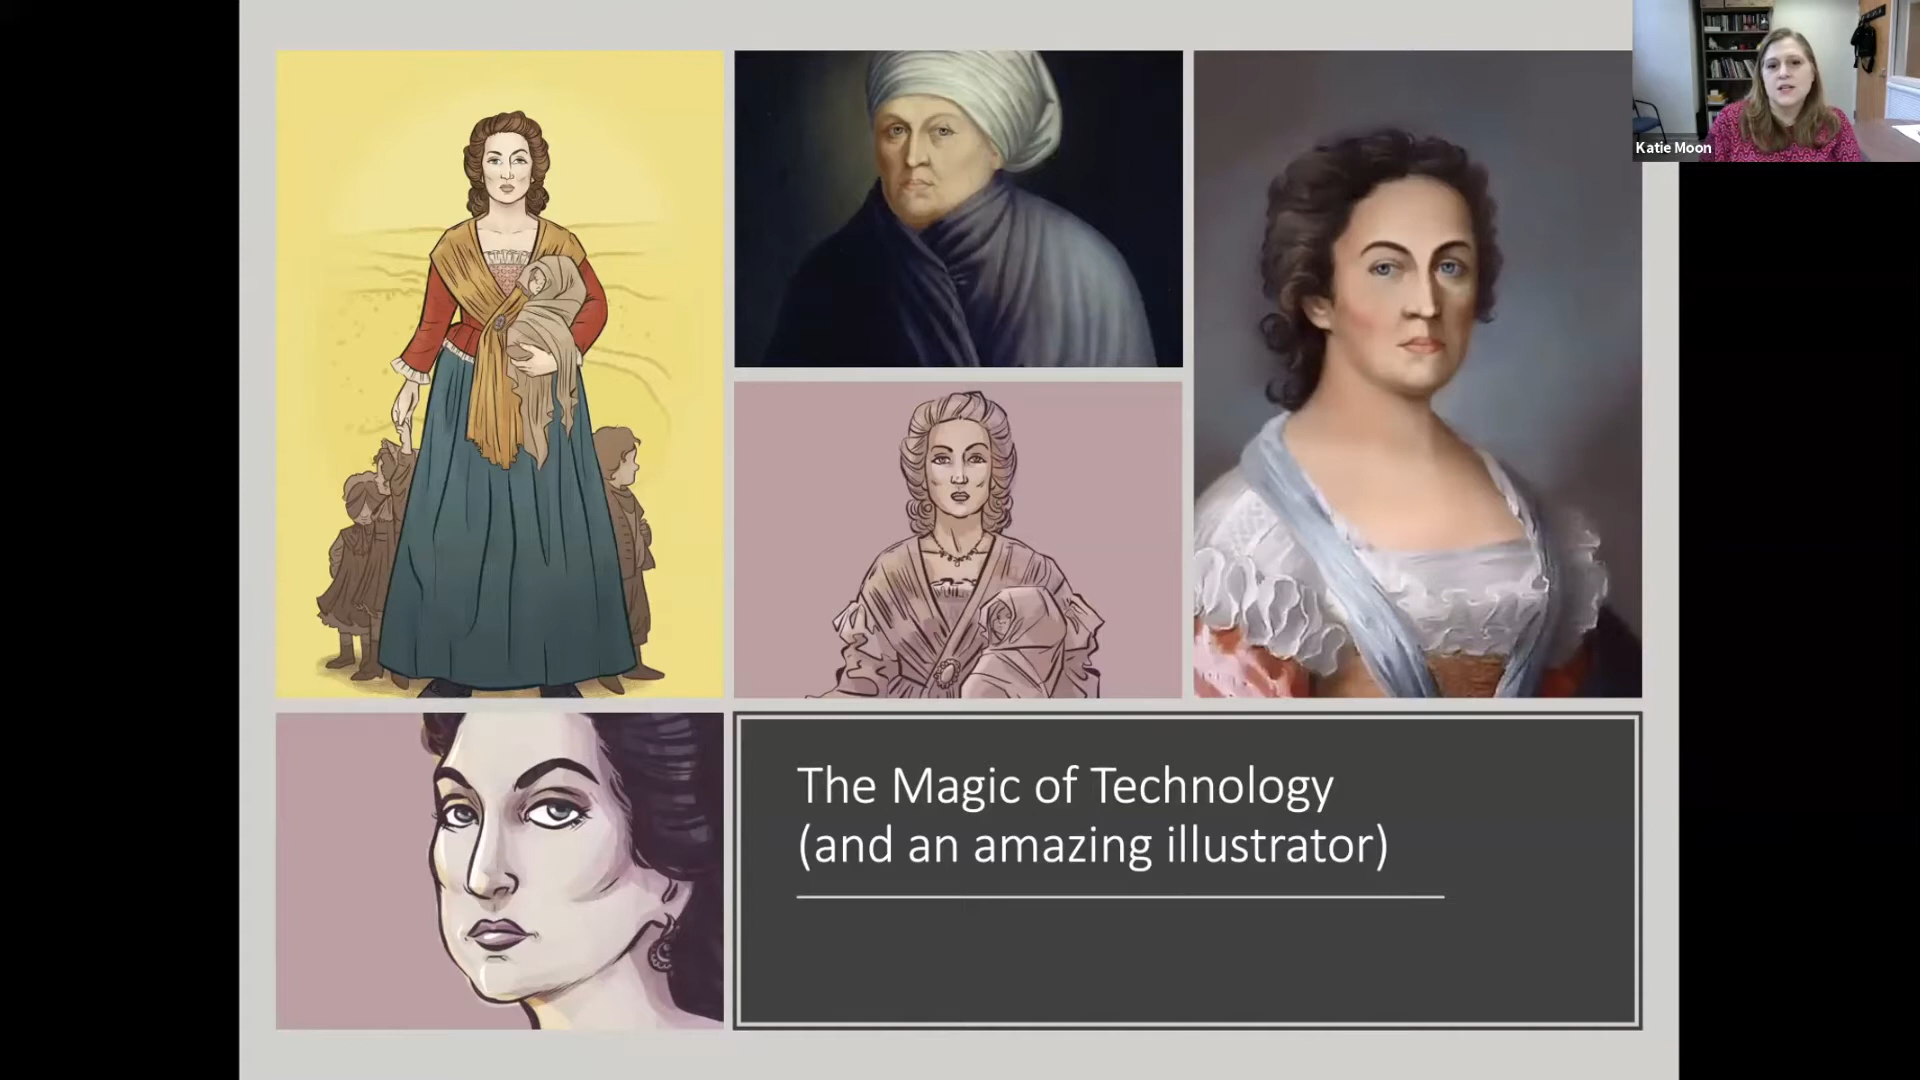 Katie Moon
The Magic of Technology
(and an amazing illustrator)